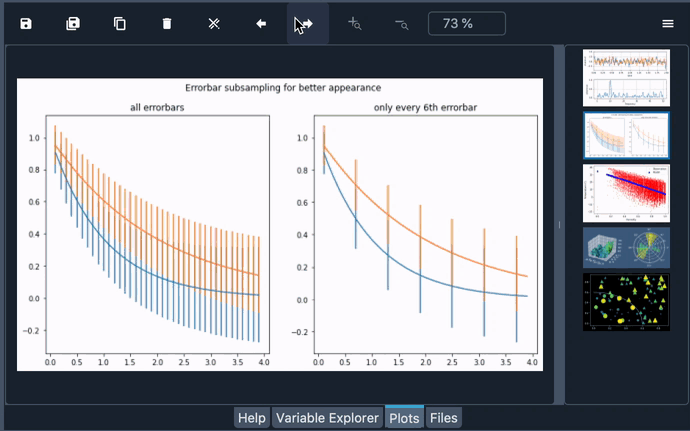 73 %
Errorbar subsampling for better appearance
all errorbars
only every 6th errorbar
1.0
0.8
0.6
0.4
0.2
0.0
−0.2
0.0 0.5 1.0 1.5 2.0 2.5 3.0 3.5 4.0
1.0
0.8
0.6
0.4
0.2
0.0
−0.2
0.0 0.5 1.0 1.5 2.0 2.5 3.0 3.5 4.0
Help Variable Explorer Plots Files